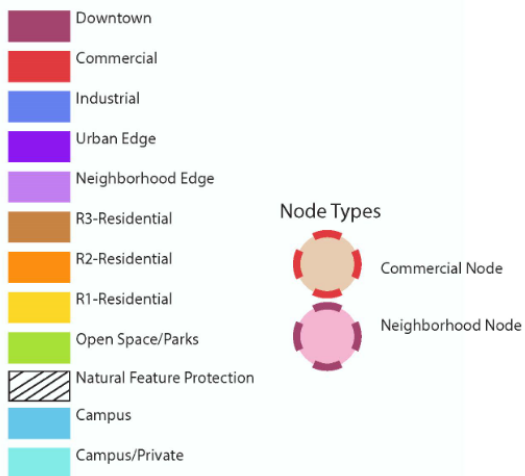 Downtown
Commercial
Industrial
Urban Edge
Neighborhood Edge
R3-Residential
R2-Residential
R1-Residential
Open Space/Parks
Natural Feature Protection
Campus
Campus/Private
Node Types
Commercial Node
Neighborhood Node